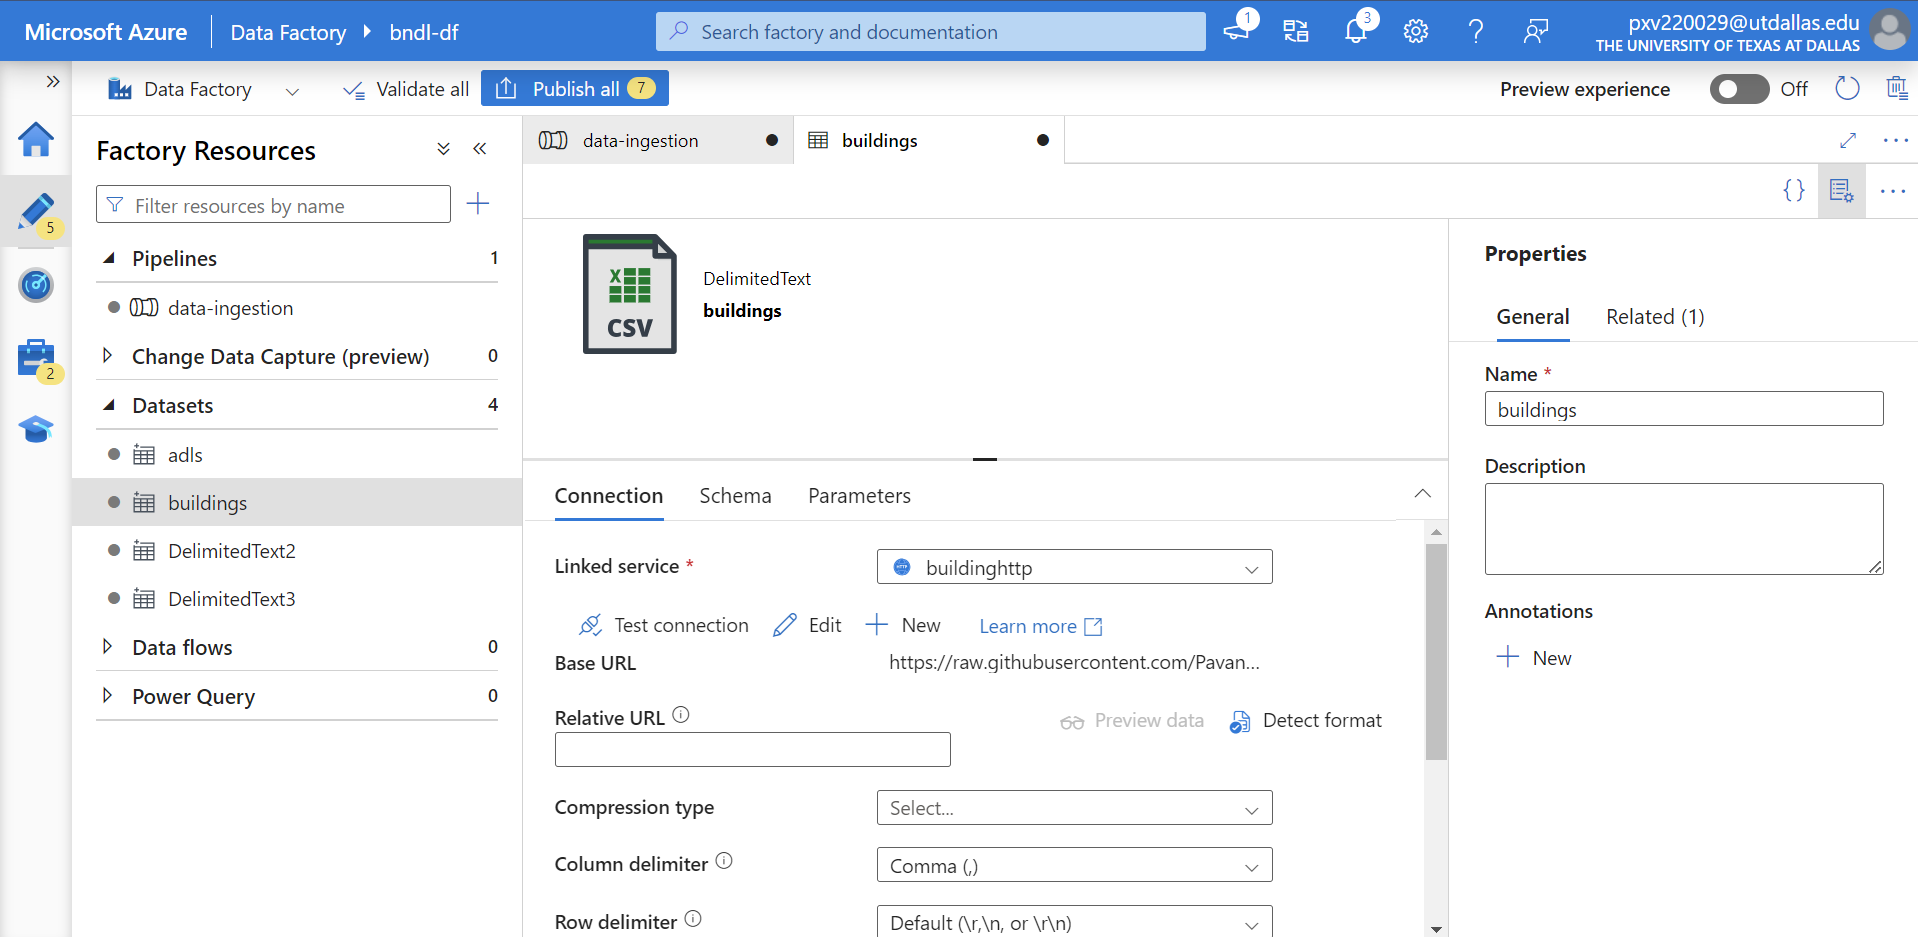 Microsoft Azure
Data Factory
bndl-df
Search factory and documentation
1
3
pxv220029@utdallas.edu
THE UNIVERSITY OF TEXAS AT DALLAS
Data Factory
Validate all
Publish all 7
Preview experience
Off
Factory Resources
data-ingestion
buildings
Filter resources by name
5
2
Pipelines 1
data-ingestion
Change Data Capture (preview) 0
Datasets 4
adls
buildings
DelimitedText2
DelimitedText3
Data flows 0
Power Query 0
X
CSV
DelimitedText
buildings
Connection Schema Parameters
Linked service *
HTTP
buildinghttp
Test connection Edit New Learn more
Base URL https://raw.githubusercontent.com/Pavan...
Relative URL
Preview data Detect format
Compression type Select...
Column delimiter Comma (,)
Row delimiter Default (\r,\n, or \r\n)
Properties
General Related (1)
Name *
buildings
Description
Annotations
New